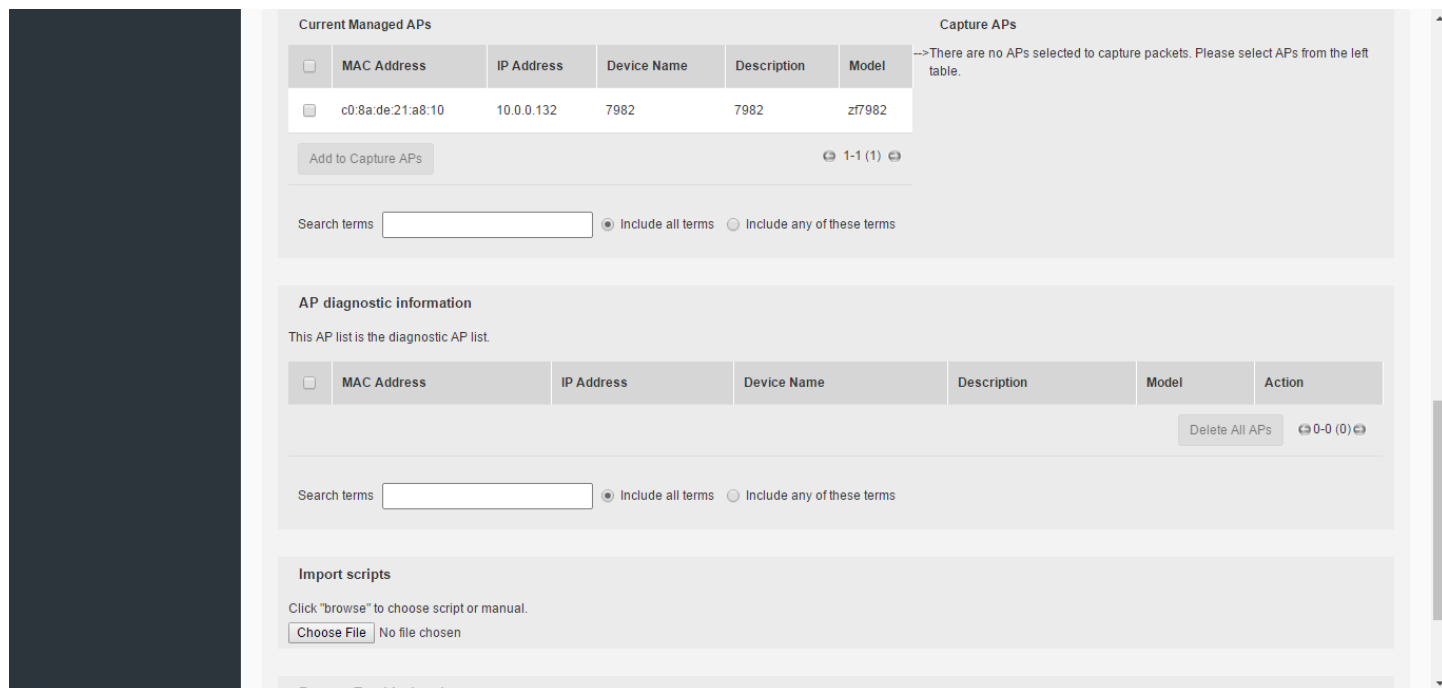 Current Managed APs
Capture APs
MAC Address IP Address Device Name Description Model
-->There are no APs selected to capture packets. Please select APs from the left
table.
c0:8a:de:21:a8:10 10.0.0.132 7982 7982 zf7982
Add to Capture APs
1-1 (1)
Search terms Include all terms Include any of these terms
AP diagnostic information
This AP list is the diagnostic AP list.
MAC Address IP Address Device Name Description Model Action
Delete All APs 0-0 (0)
Search terms Include all terms Include any of these terms
Import scripts
Click "browse" to choose script or manual.
Choose File No file chosen